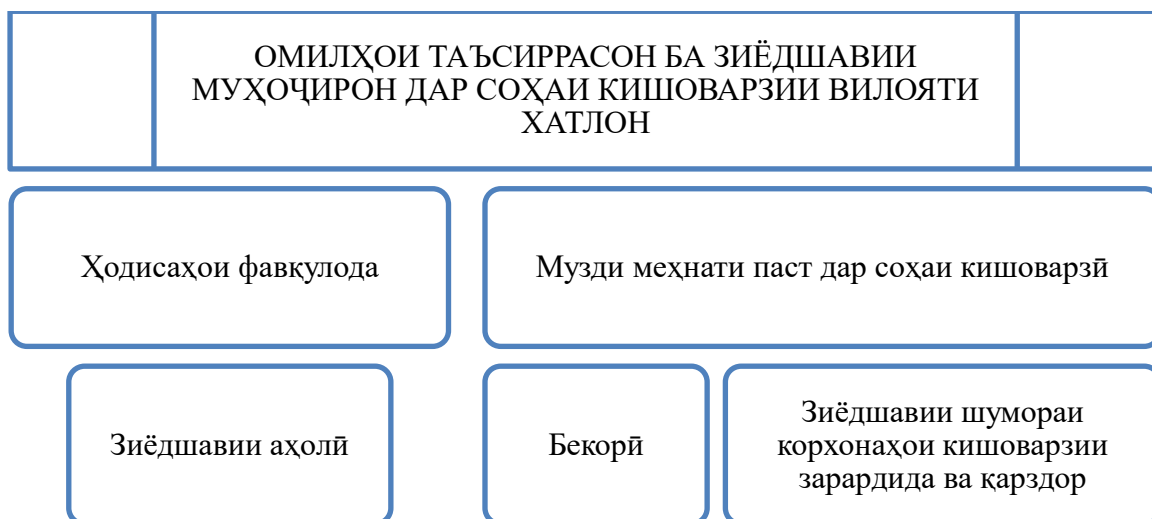 ОМИЛҲОИ ТАЪСИРРАСОН БА ЗИЁДШАВИИ
МУҲОҶИРОН ДАР СОҲАИ КИШОВАРЗИИ ВИЛОЯТИ
ХАТЛОН
Ҳодисаҳои фавқулода
Музди меҳнати паст дар соҳаи кишоварзӣ
Зиёдшавии аҳолӣ
Бекорӣ
Зиёдшавии шумораи
корхонаҳои кишоварзии
зарардида ва қарздор